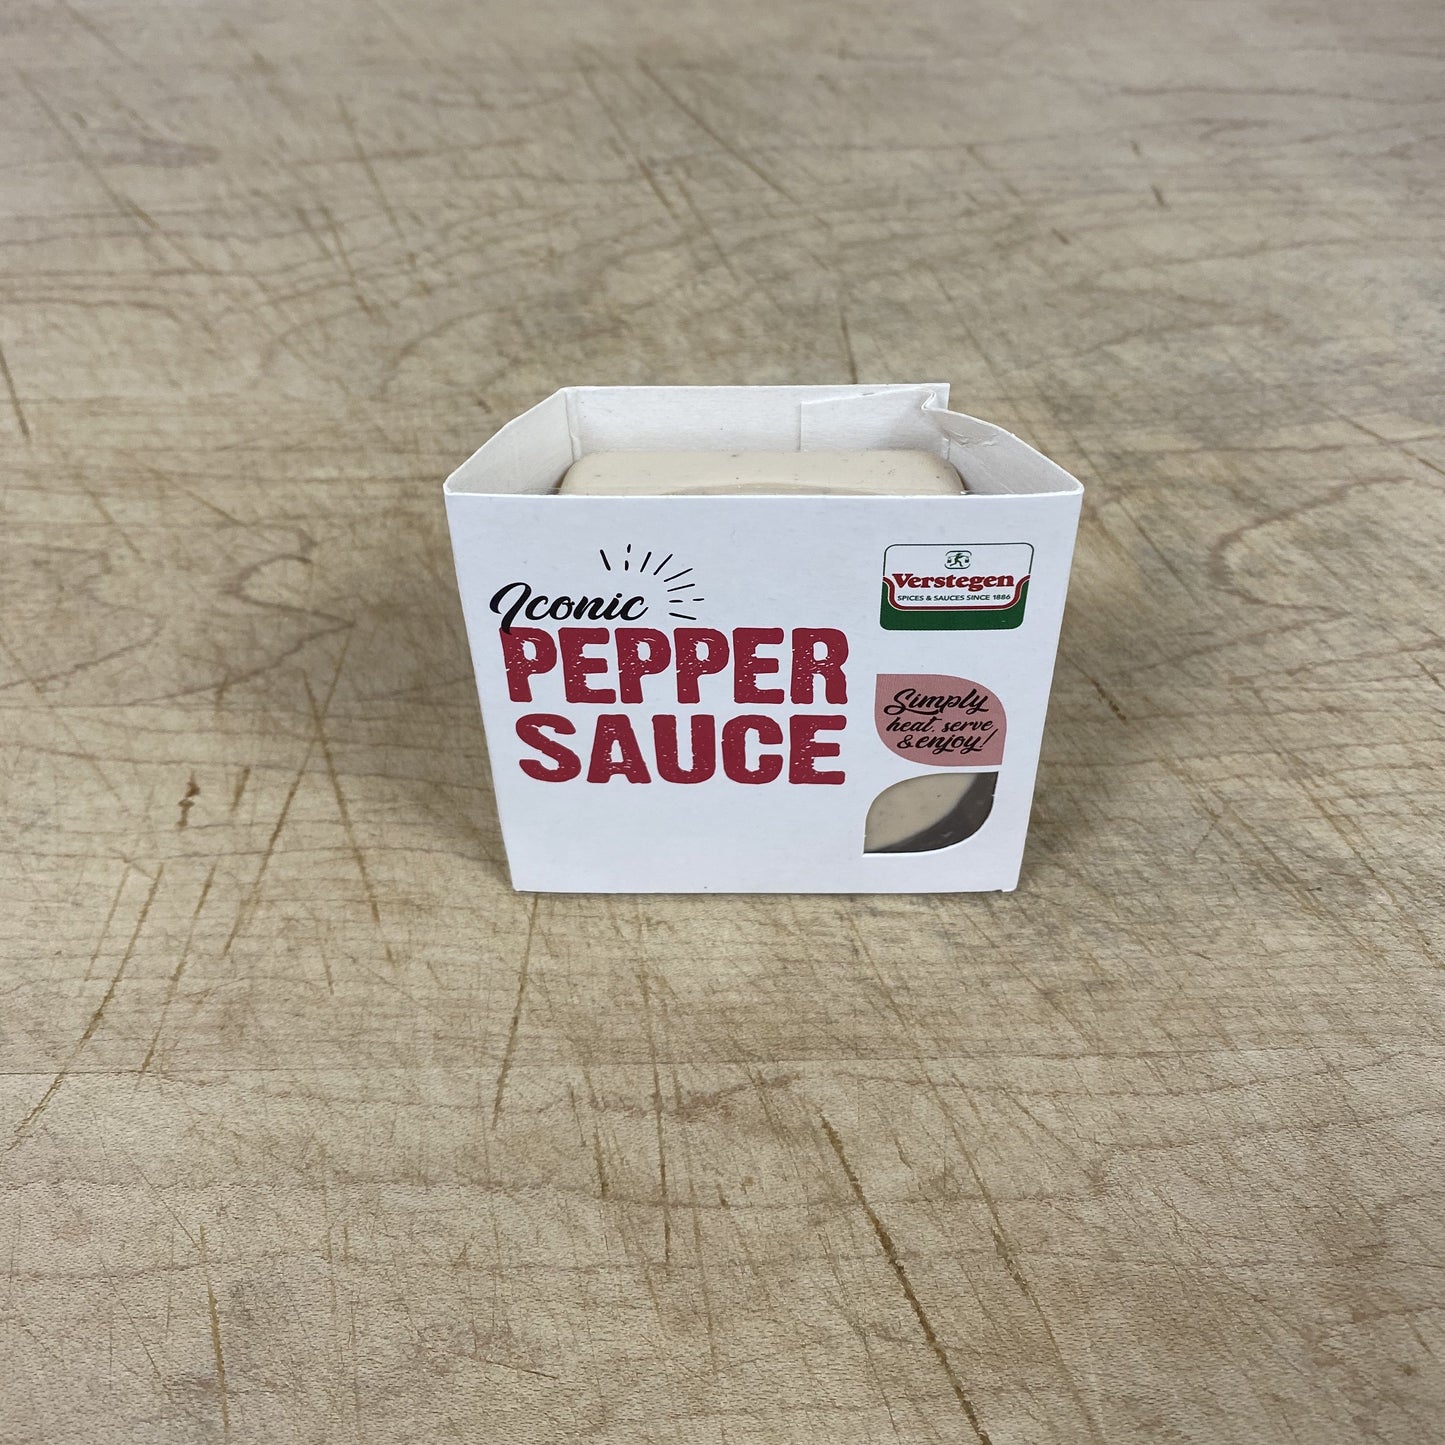 Iconic
PEPPER
SAUCE
Verstegen
SPICES & SAUCES SINCE 1886
Simply
heat, serve
& enjoy!